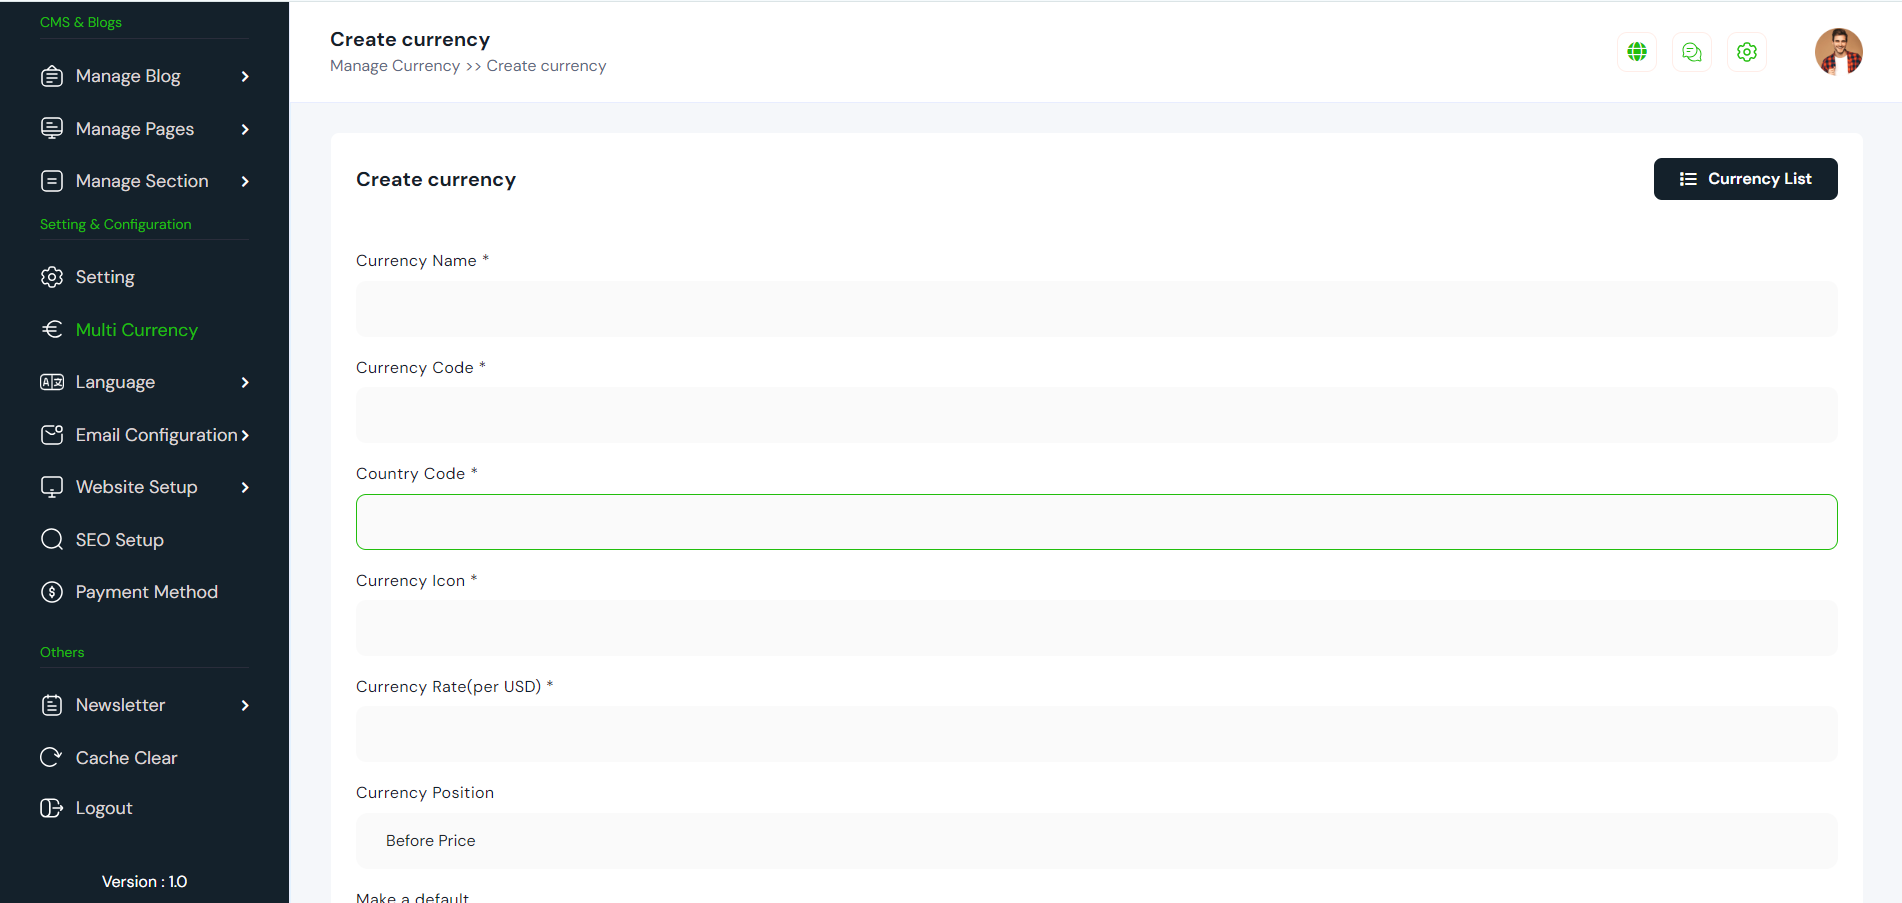 CMS & Blogs
Manage Blog
Manage Pages
Manage Section
Setting & Configuration
Setting
Multi Currency
Language
Email Configuration
Website Setup
SEO Setup
Payment Method
Others
Newsletter
Cache Clear
Logout
Version : 1.0
Create currency
Manage Currency >> Create currency
Create currency
Currency List
Currency Name *
Currency Code *
Country Code *
Currency Icon *
Currency Rate(per USD) *
Currency Position
Before Price
Make a default